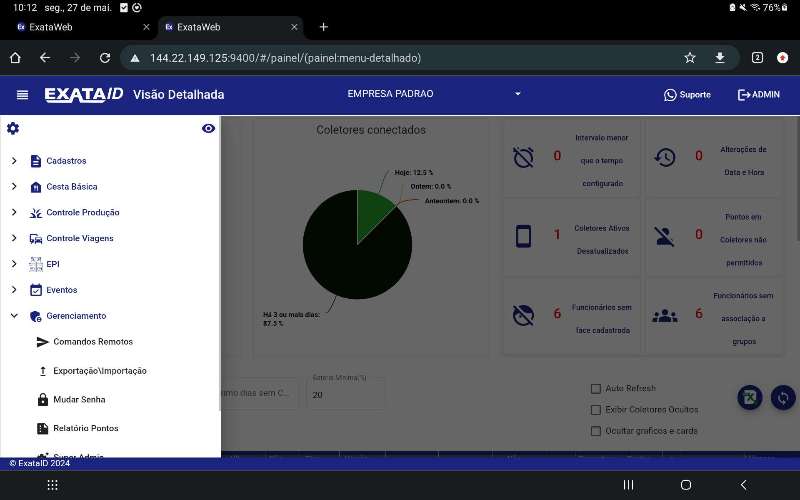 10:12 seg., 27 de mai.
76%
ExataWeb
ExataWeb
144.22.149.125:9400/#/painel/(painel:menu-detalhado)
2
EXATAID Visão Detalhada
EMPRESA PADRAO
Suporte
ADMIN
Cadastros
Cesta Básica
Controle Produção
Controle Viagens
EPI
Eventos
Gerenciamento
Comandos Remotos
Exportação\Importação
Mudar Senha
Relatório Pontos
Super Admin
Coletores conectados
Hoje: 12.5 %
Ontem: 0.0 %
Anteontem: 0.0 %
Há 3 ou mais dias:
87.5 %
0
Intervalo menor
que o tempo
configurado
0
Alterações de
Data e Hora
1
Coletores Ativos
Desatualizados
0
Pontos em
Coletores não
permitidos
6
Funcionários sem
face cadastrada
6
Funcionários sem
associação a
grupos
imo dias sem C...
Bateria Mínima(%)
20
Auto Refresh
Exibir Coletores Ocultos
Ocultar gráficos e cards
© ExataID 2024